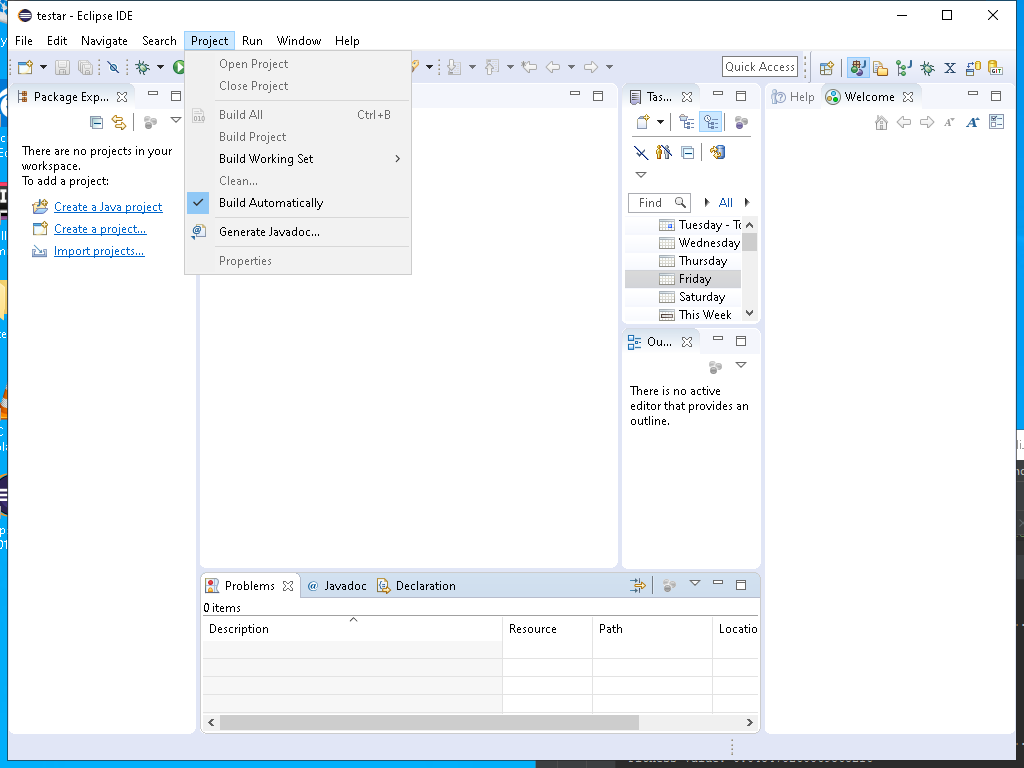 testar - Eclipse IDE
File Edit Navigate Search Project Run Window Help
Quick Access
Open Project
Close Project
Build All Ctrl+B
Build Project
Build Working Set
Clean...
Build Automatically
Generate Javadoc...
Properties
Package Exp...
There are no projects in your
workspace.
To add a project:
Create a Java project
Create a project...
Import projects...
Tas...
Find All
Tuesday - To
Wednesday
Thursday
Friday
Saturday
This Week
Ou...
There is no active
editor that provides an
outline.
Help Welcome
Problems @ Javadoc Declaration
0 items
Description Resource Path Locatio